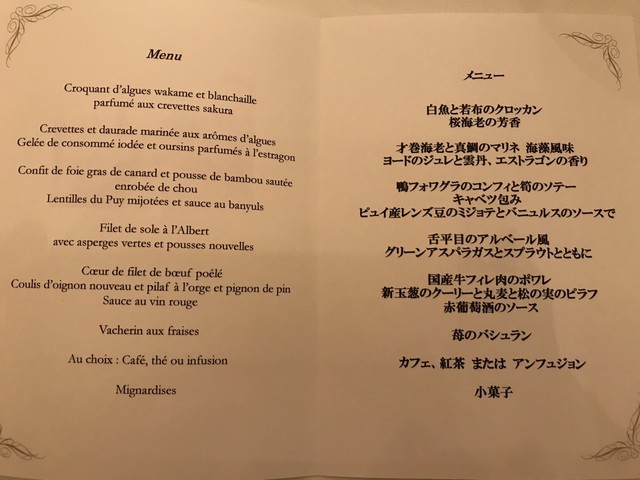 Menu
Croquant d'algues wakame et blanchaille
parfumé aux crevettes sakura
Crevettes et daurade marinée aux arômes d'algues
Gelée de consommé iodée et oursins parfumés à l'estragon
Confit de foie gras de canard et pousse de bambou sautée
enrobée de chou
Lentilles du Puy mijotées et sauce au banyuls
Filet de sole à l'Albert
avec asperges vertes et pousses nouvelles
Cœur de filet de bœuf poêlé
Coulis d'oignon nouveau et pilaf à l'orge et pignon de pin
Sauce au vin rouge
Vacherin aux fraises
Au choix : Café, thé ou infusion
Mignardises
メニュー
白魚と若布のクロッカン
桜海老の芳香
才巻海老と真鯛のマリネ 海藻風味
ヨードのジュレと雲丹、エストラゴンの香り
鴨フォワグラのコンフィと筍のソテー
キャベツ包み
ピュイ産レンズ豆のミジョテとバニュルスのソースで
舌平目のアルベール風
グリーンアスパラガスとスプラウトとともに
国産牛フィレ肉のポワレ
新玉葱のクーリーと丸麦と松の実のピラフ
赤葡萄酒のソース
苺のバシュラン
カフェ、紅茶 または アンフュジョン
小菓子